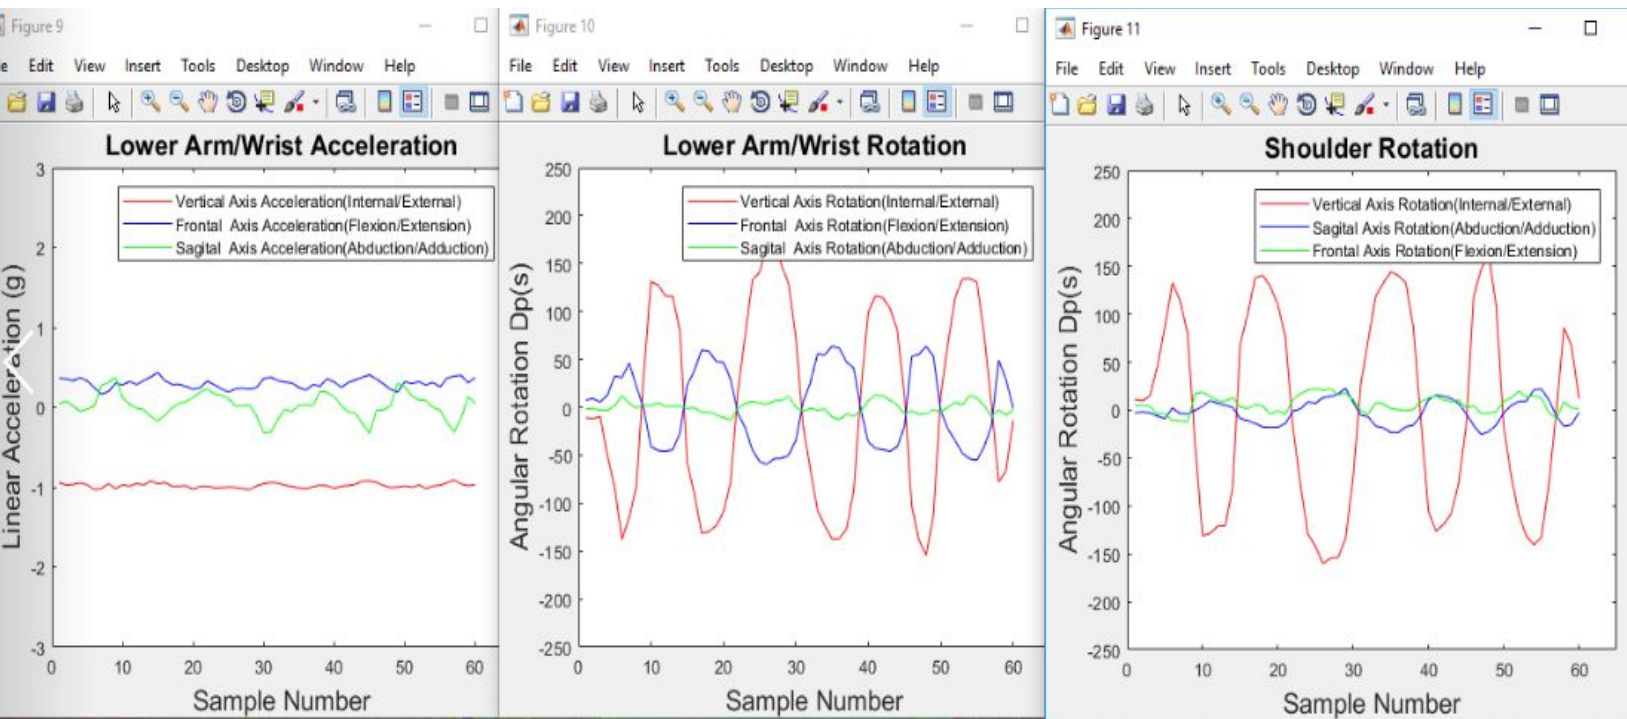 Figure 9
e Edit View Insert Tools Desktop Window Help
Lower Arm/Wrist Acceleration
Vertical Axis Acceleration(Internal/External)
Frontal Axis Acceleration(Flexion/Extension)
Sagital Axis Acceleration(Abduction/Adduction)
3
2
1
0
-1
-2
-3
Linear Acceleration (g)
0 10 20 30 40 50 60
Sample Number
Figure 10
File Edit View Insert Tools Desktop Window Help
Lower Arm/Wrist Rotation
Vertical Axis Rotation(Internal/External)
Frontal Axis Rotation(Flexion/Extension)
Sagital Axis Rotation(Abduction/Adduction)
250
200
150
100
50
0
-50
-100
-150
-200
-250
Angular Rotation Dp(s)
0 10 20 30 40 50 60
Sample Number
Figure 11
File Edit View Insert Tools Desktop Window Help
Shoulder Rotation
Vertical Axis Rotation(Internal/External)
Sagital Axis Rotation(Abduction/Adduction)
Frontal Axis Rotation(Flexion/Extension)
250
200
150
100
50
0
-50
-100
-150
-200
-250
Angular Rotation Dp(s)
0 10 20 30 40 50 60
Sample Number